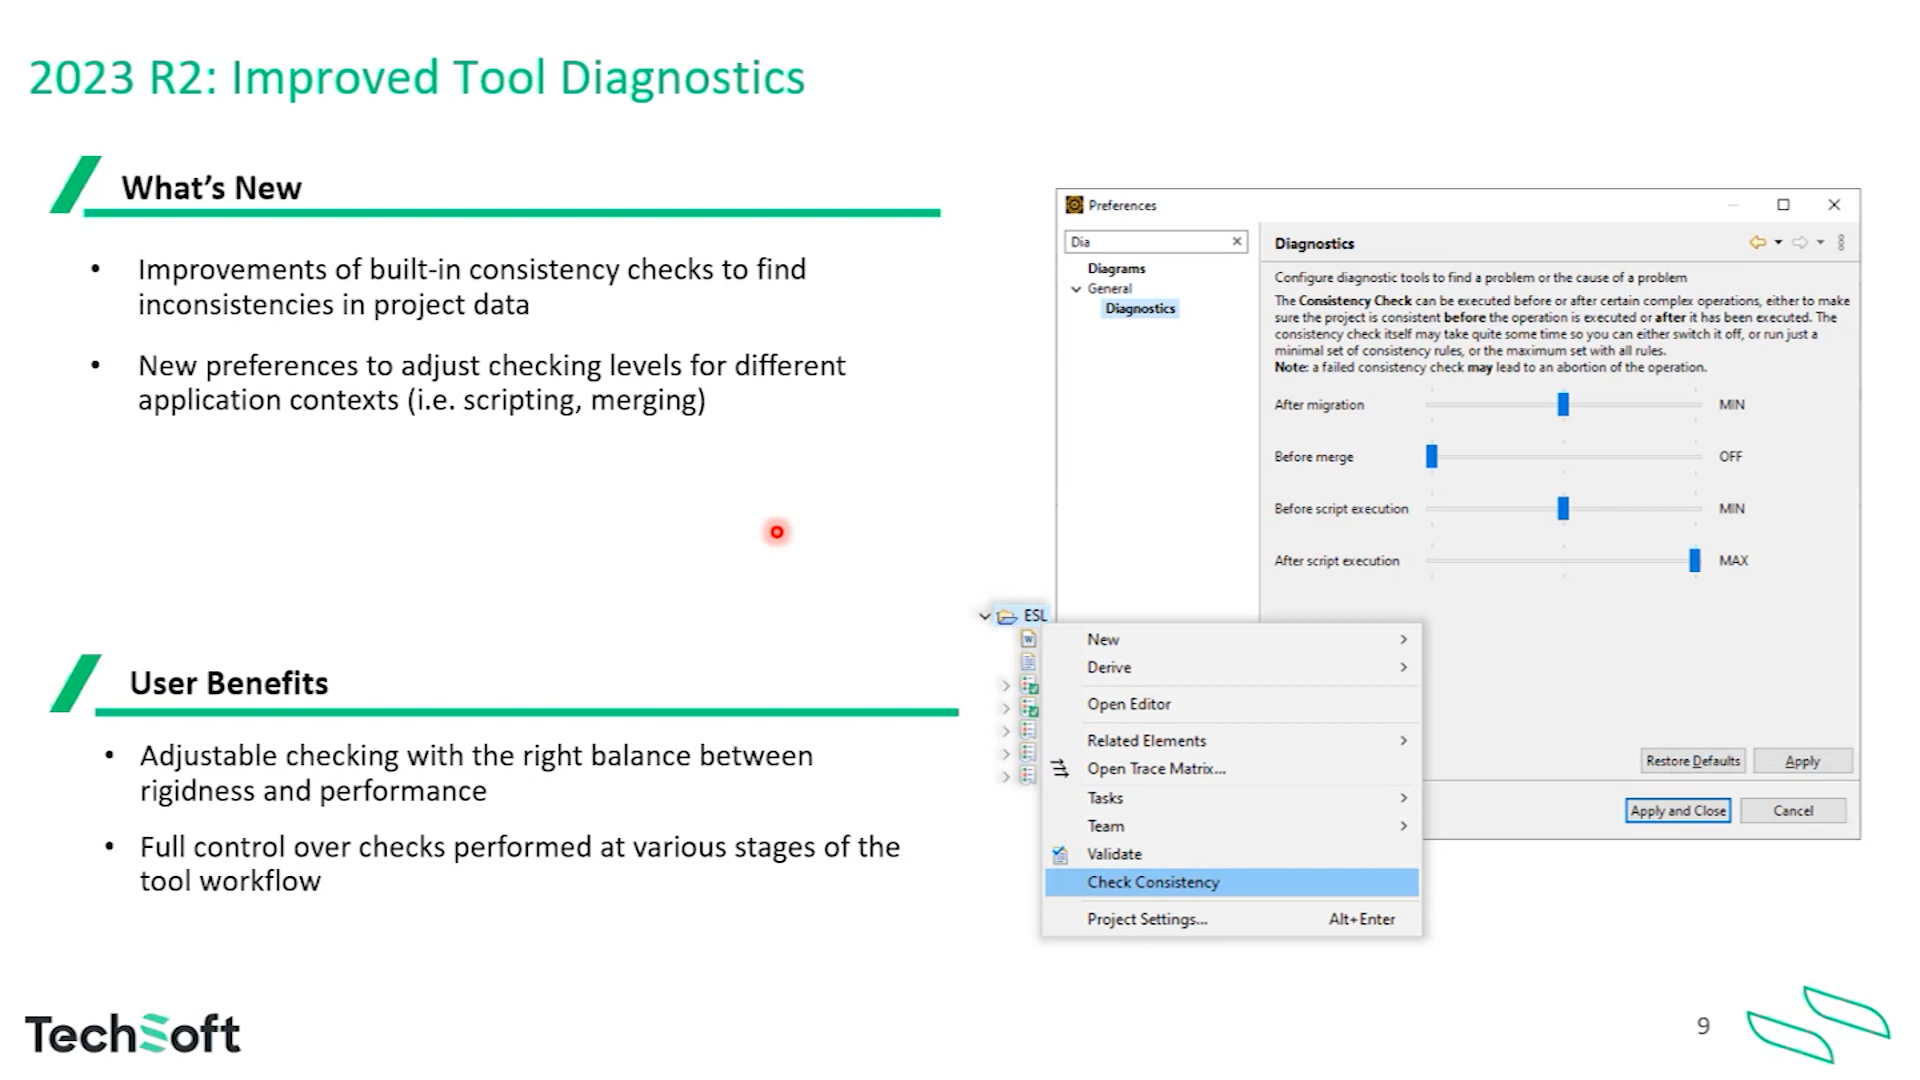 2023 R2: Improved Tool Diagnostics
What's New
• Improvements of built-in consistency checks to find
inconsistencies in project data
• New preferences to adjust checking levels for different
application contexts (i.e. scripting, merging)
User Benefits
• Adjustable checking with the right balance between
rigidness and performance
• Full control over checks performed at various stages of the
tool workflow
Preferences
Dia
Diagrams
General
Diagnostics
Diagnostics
Configure diagnostic tools to find a problem or the cause of a problem
The Consistency Check can be executed before or after certain complex operations, either to make
sure the project is consistent before the operation is executed or after it has been executed. The
consistency check itself may take quite some time so you can either switch it off, or run just a
minimal set of consistency rules, or the maximum set with all rules.
Note: a failed consistency check may lead to an abortion of the operation.
After migration MIN
Before merge OFF
Before script execution MIN
After script execution MAX
Restore Defaults Apply
Apply and Close Cancel
ESL
New
Derive
Open Editor
Related Elements
Open Trace Matrix...
Tasks
Team
Validate
Check Consistency
Project Settings... Alt+Enter
TechSoft
9